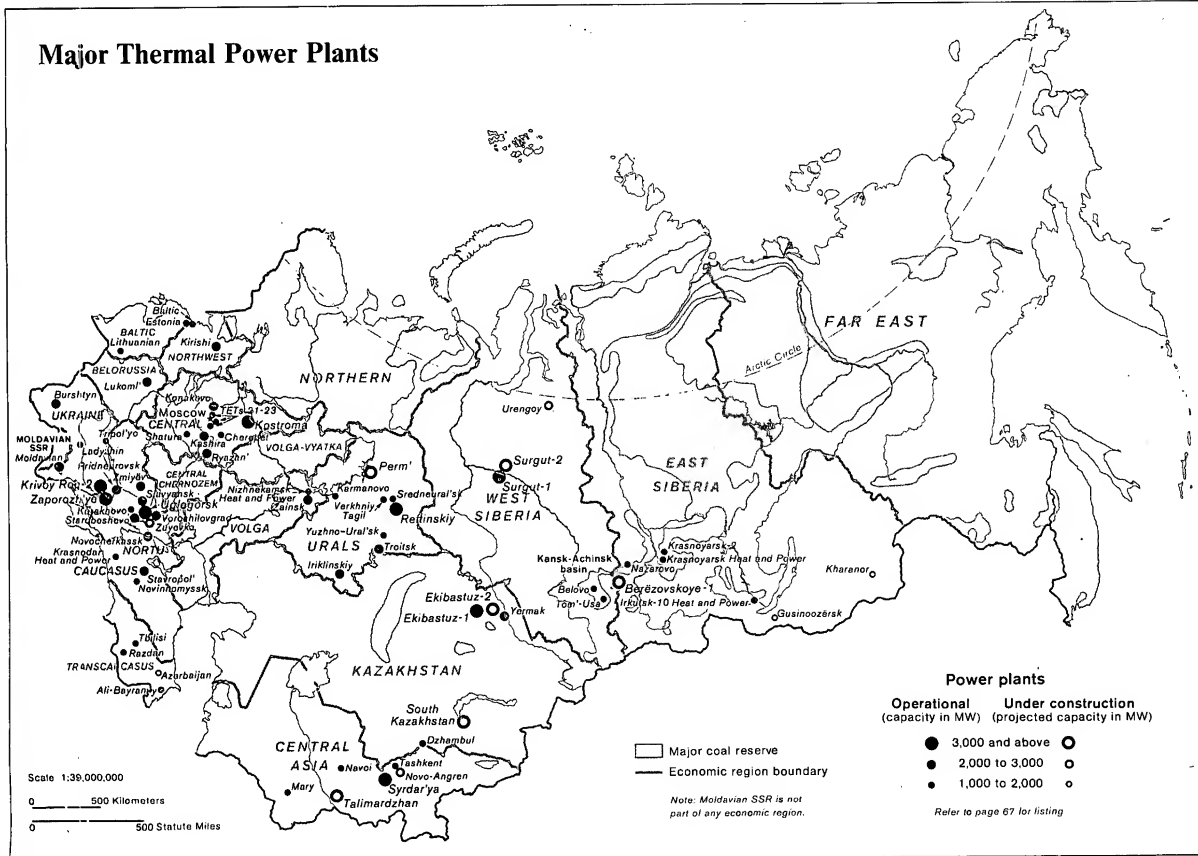 Major Thermal Power Plants
Baltic
Estonia
BALTIC
Lithuanian
Kirishi
NORTHWEST
BELORUSSIA
Lukoml'
NORTHERN
FAR EAST
Arctic Circle
Burshtyn
UKRAINE
Konakovo
Moscow
TETs 21-23
CENTRAL
Kostroma
Urengoy
MOLDAVIAN
SSR
Moldavian
Tripol'ye
Ladyzhin
Shatura
Kashira
Cherepet'
Ryazan'
VOLGA-VYATKA
Pridneprovsk
Zmiyev
CENTRAL
CHERNOZEM
Perm'
Surgut-2
Surgut-1
WEST
SIBERIA
EAST
SIBERIA
Krivoy Rog-2
Zaporozh'ye
Slavyansk
Uglegorsk
Nizhnekamsk
Heat and Power
Zainsk
Karmanovo
Sredneural'sk
Verkhniy
Tagil
Reftinskiy
Kurakhovo
Starobeshevo
Voroshilovgrad
Zuyevka
VOLGA
Yuzhno-Ural'sk
URALS
Troitsk
Novocherkassk
NORTH
Krasnodar
Heat and Power
CAUCASUS
Stavropol'
Nevinnomyssk
Iriklinskiy
Kansk-Achinsk
basin
Krasnoyarsk-2
Krasnoyarsk Heat and Power
Nazarovo
Kharanor
Berëzovskoye-1
Belovo
Tom'-Usa
Irkutsk-10 Heat and Power
Gusinoozërsk
Ekibastuz-2
Ekibastuz-1
Yermak
Tbilisi
Razdan
TRANSCAUCASUS
Azarbaijan
Ali-Bayramly
KAZAKHSTAN
South
Kazakhstan
Dzhambul
CENTRAL
ASIA
Navoi
Tashkent
Novo-Angren
Syrdar'ya
Mary
Talimardzhan
Scale 1:39,000,000
0 500 Kilometers
0 500 Statute Miles
Major coal reserve
Economic region boundary
Note: Moldavian SSR is not
part of any economic region.
Power plants
Operational Under construction
(capacity in MW) (projected capacity in MW)
3,000 and above
2,000 to 3,000
1,000 to 2,000
Refer to page 67 for listing